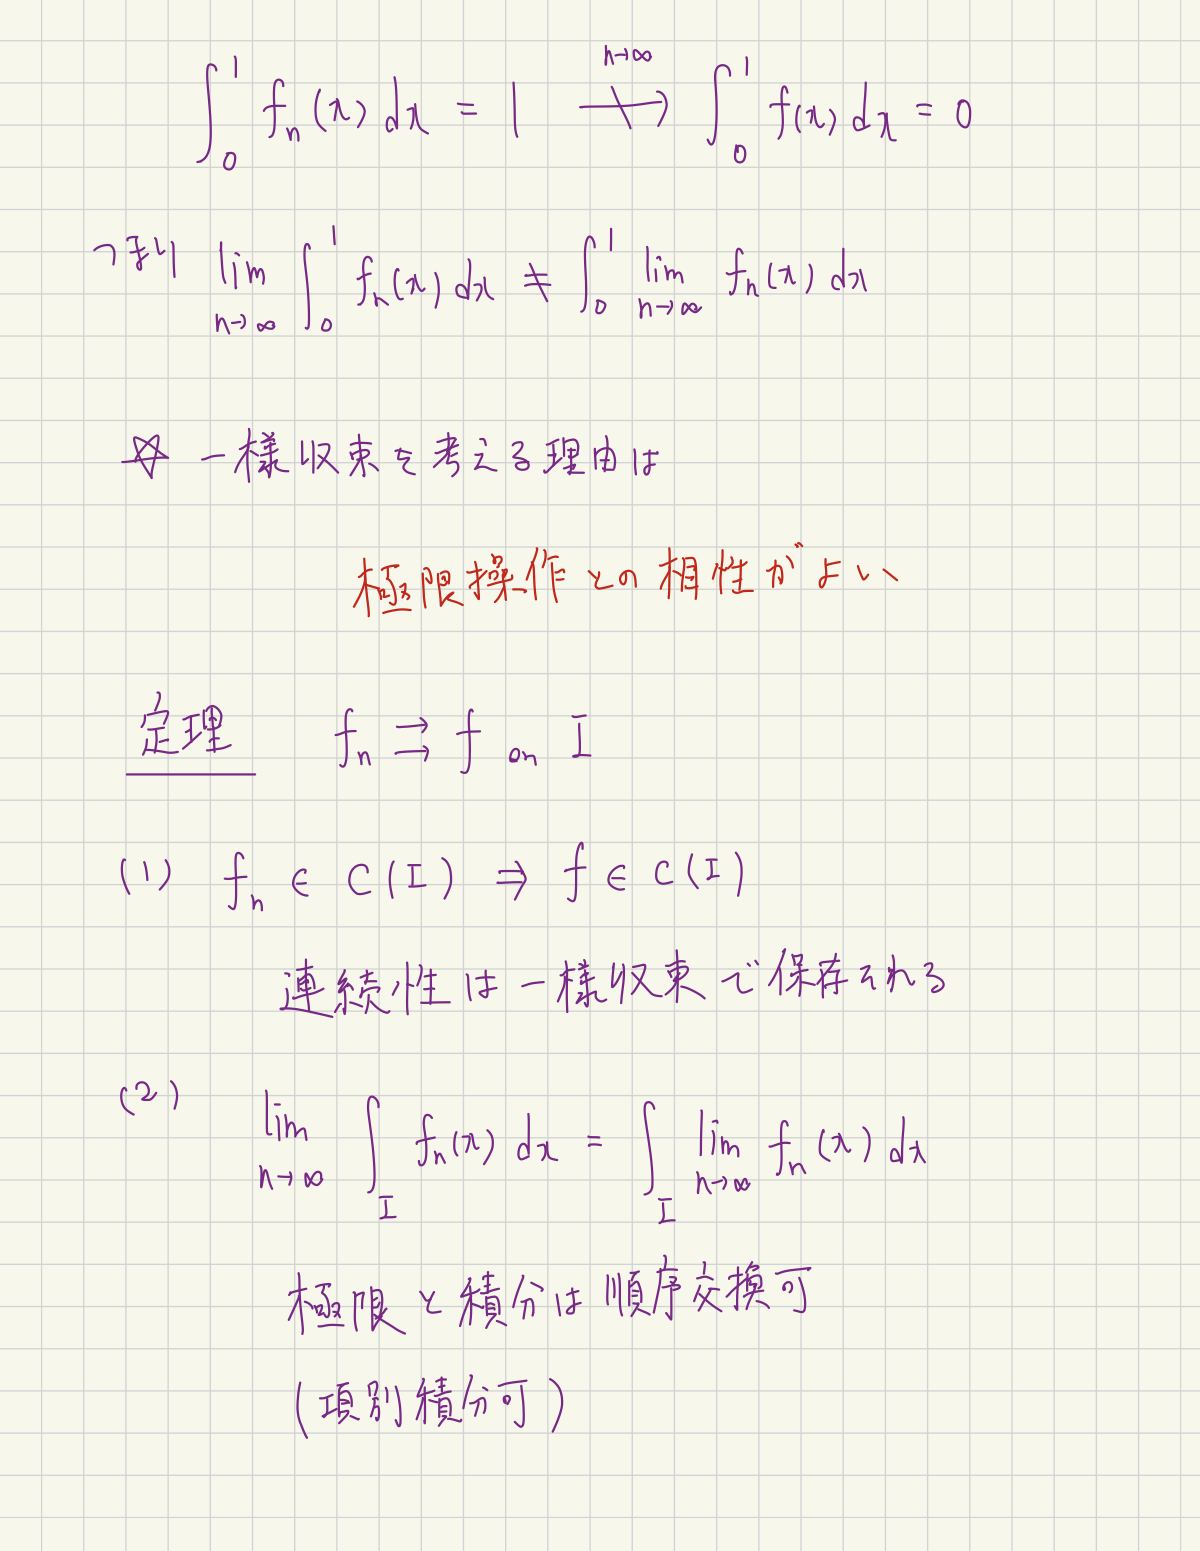 ∫₀¹ fₙ(x) dx = 1 ↛ (n→∞) ∫₀¹ f(x) dx = 0
つまり lim_{n→∞} ∫₀¹ fₙ(x) dx ≠ ∫₀¹ lim_{n→∞} fₙ(x) dx
☆ 一様収束を考える理由は
極限操作との相性がよい
定理 fₙ ⇉ f on I
(1) fₙ ∈ C(I) ⇒ f ∈ C(I)
連続性は一様収束で保存される
(2) lim_{n→∞} ∫_I fₙ(x) dx = ∫_I lim_{n→∞} fₙ(x) dx
極限と積分は順序交換可
(項別積分可)